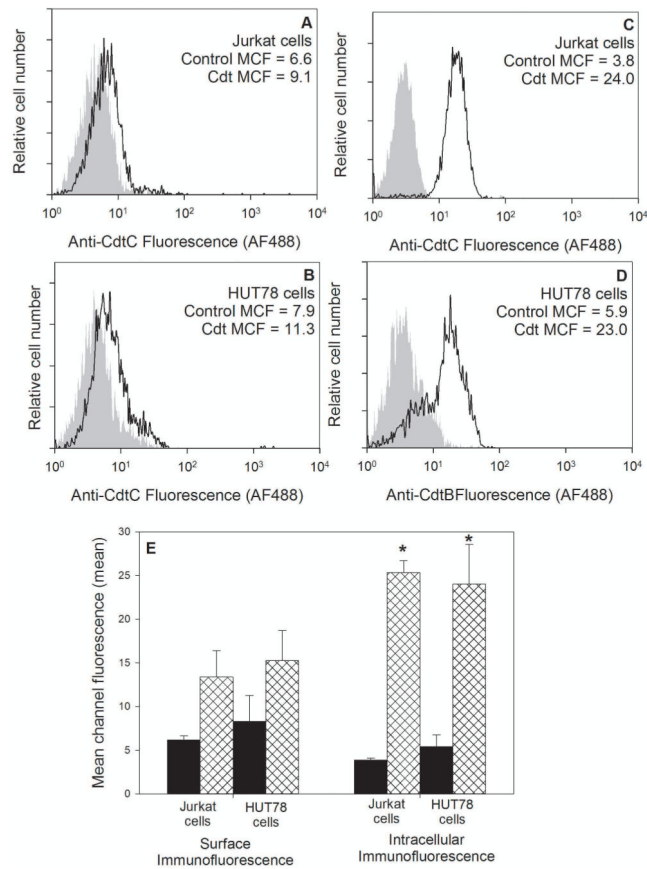 A
Jurkat cells
Control MCF = 6.6
Cdt MCF = 9.1
Relative cell number
10⁰ 10¹ 10² 10³ 10⁴
Anti-CdtC Fluorescence (AF488)
C
Jurkat cells
Control MCF = 3.8
Cdt MCF = 24.0
Relative cell number
10⁰ 10¹ 10² 10³ 10⁴
Anti-CdtC Fluorescence (AF488)
B
HUT78 cells
Control MCF = 7.9
Cdt MCF = 11.3
Relative cell number
10⁰ 10¹ 10² 10³ 10⁴
Anti-CdtC Fluorescence (AF488)
D
HUT78 cells
Control MCF = 5.9
Cdt MCF = 23.0
Relative cell number
10⁰ 10¹ 10² 10³ 10⁴
Anti-CdtBFluorescence (AF488)
E
Mean channel fluorescence (mean)
30
25
20
15
10
5
0
* *
Jurkat HUT78 Jurkat HUT78
cells cells cells cells
Surface Intracellular
Immunofluorescence Immunofluorescence